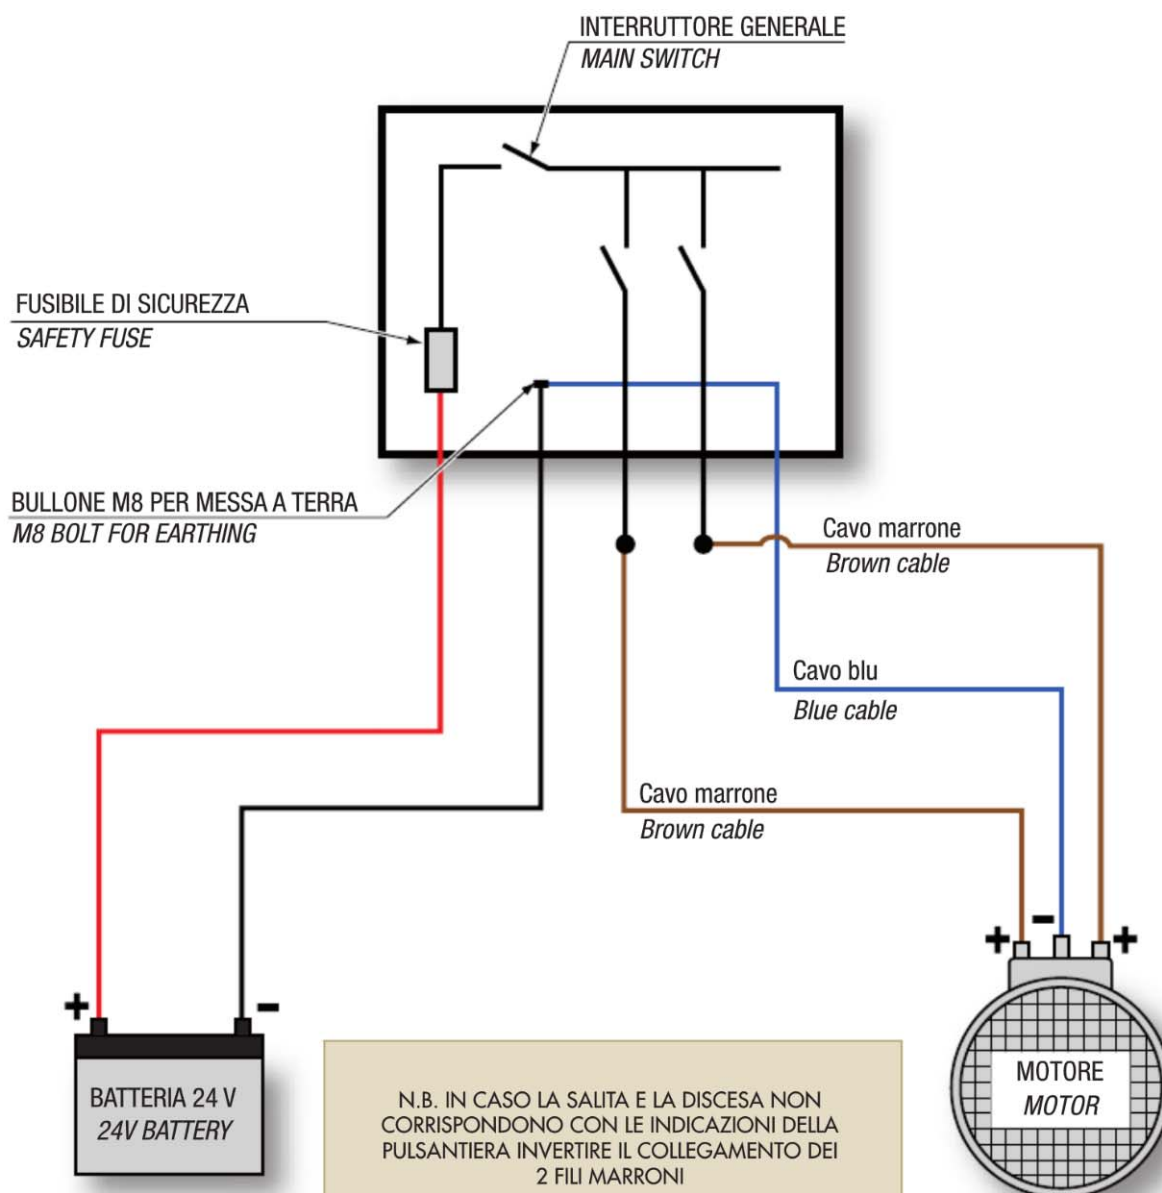 INTERRUTTORE GENERALE
MAIN SWITCH
FUSIBILE DI SICUREZZA
SAFETY FUSE
BULLONE M8 PER MESSA A TERRA
M8 BOLT FOR EARTHING
Cavo marrone
Brown cable
Cavo blu
Blue cable
Cavo marrone
Brown cable
+ - +
+ -
BATTERIA 24 V
24V BATTERY
MOTORE
MOTOR
N.B. IN CASO LA SALITA E LA DISCESA NON
CORRISPONDONO CON LE INDICAZIONI DELLA
PULSANTIERA INVERTIRE IL COLLEGAMENTO DEI
2 FILI MARRONI